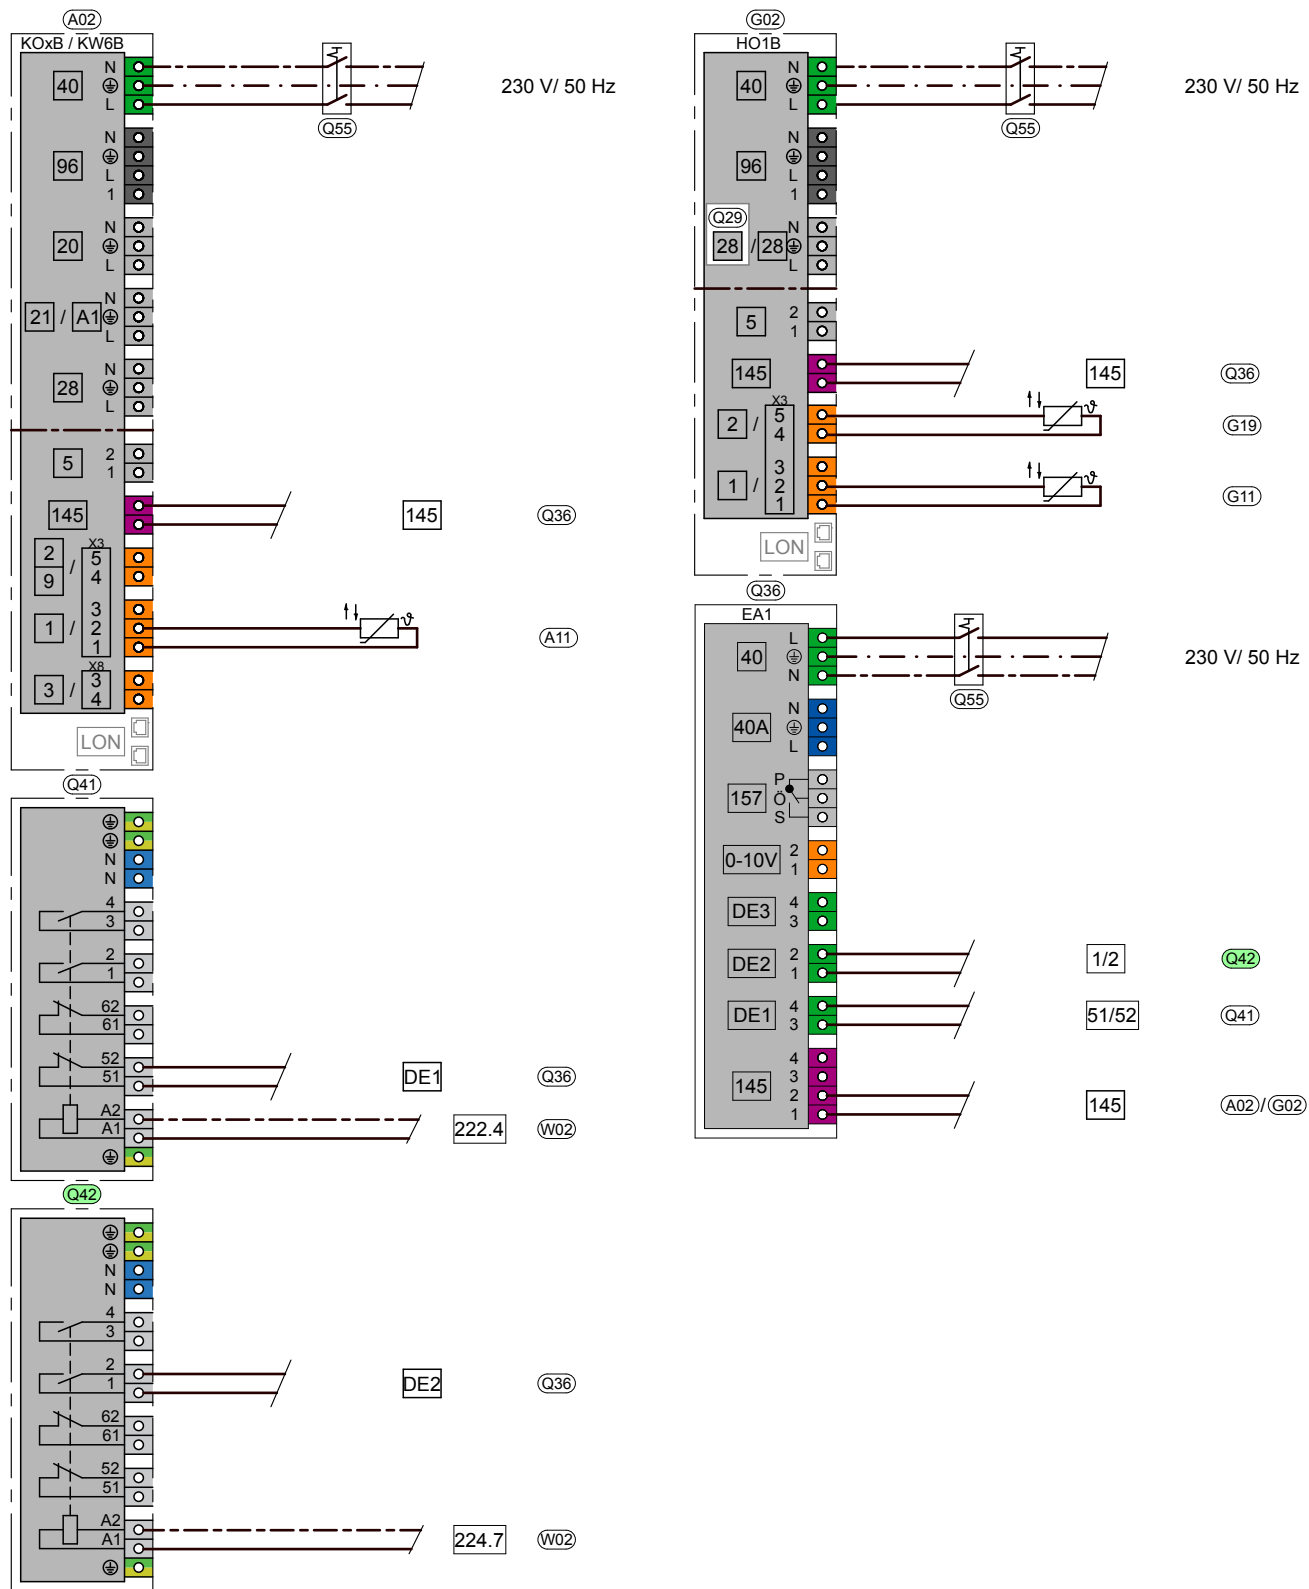 A02
KOxB / KW6B
40
N
L
Q55
230 V/ 50 Hz
96
N
L
1
20
N
L
21 / A1
N
L
28
N
L
5
2
1
145
145
Q36
2
9
/
X3
5
4
1 /
3
2
1
A11
3 /
X8
3
4
LON
Q41
N
N
4
3
2
1
62
61
52
51
DE1
Q36
A2
A1
222.4
W02
Q42
N
N
4
3
2
1
DE2
Q36
62
61
52
51
A2
A1
224.7
W02
G02
HO1B
40
N
L
Q55
230 V/ 50 Hz
96
N
L
1
Q29
28 / 28
N
L
5
2
1
145
145
Q36
2 /
X3
5
4
G19
1 /
3
2
1
G11
LON
Q36
EA1
40
L
N
Q55
230 V/ 50 Hz
40A
N
L
157
P
Ö
S
0-10V
2
1
DE3
4
3
DE2
2
1
1/2
Q42
DE1
4
3
51/52
Q41
145
4
3
2
1
145
A02 / G02